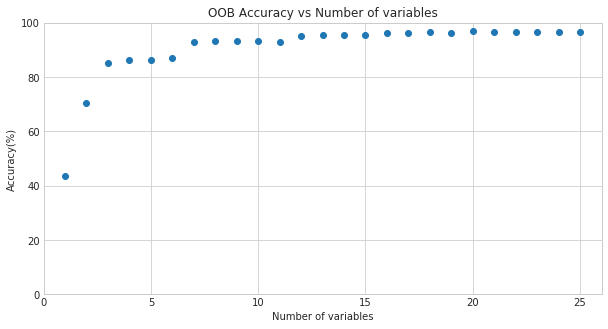 OOB Accuracy vs Number of variables
100
80
60
40
20
0
Accuracy(%)
0 5 10 15 20 25
Number of variables